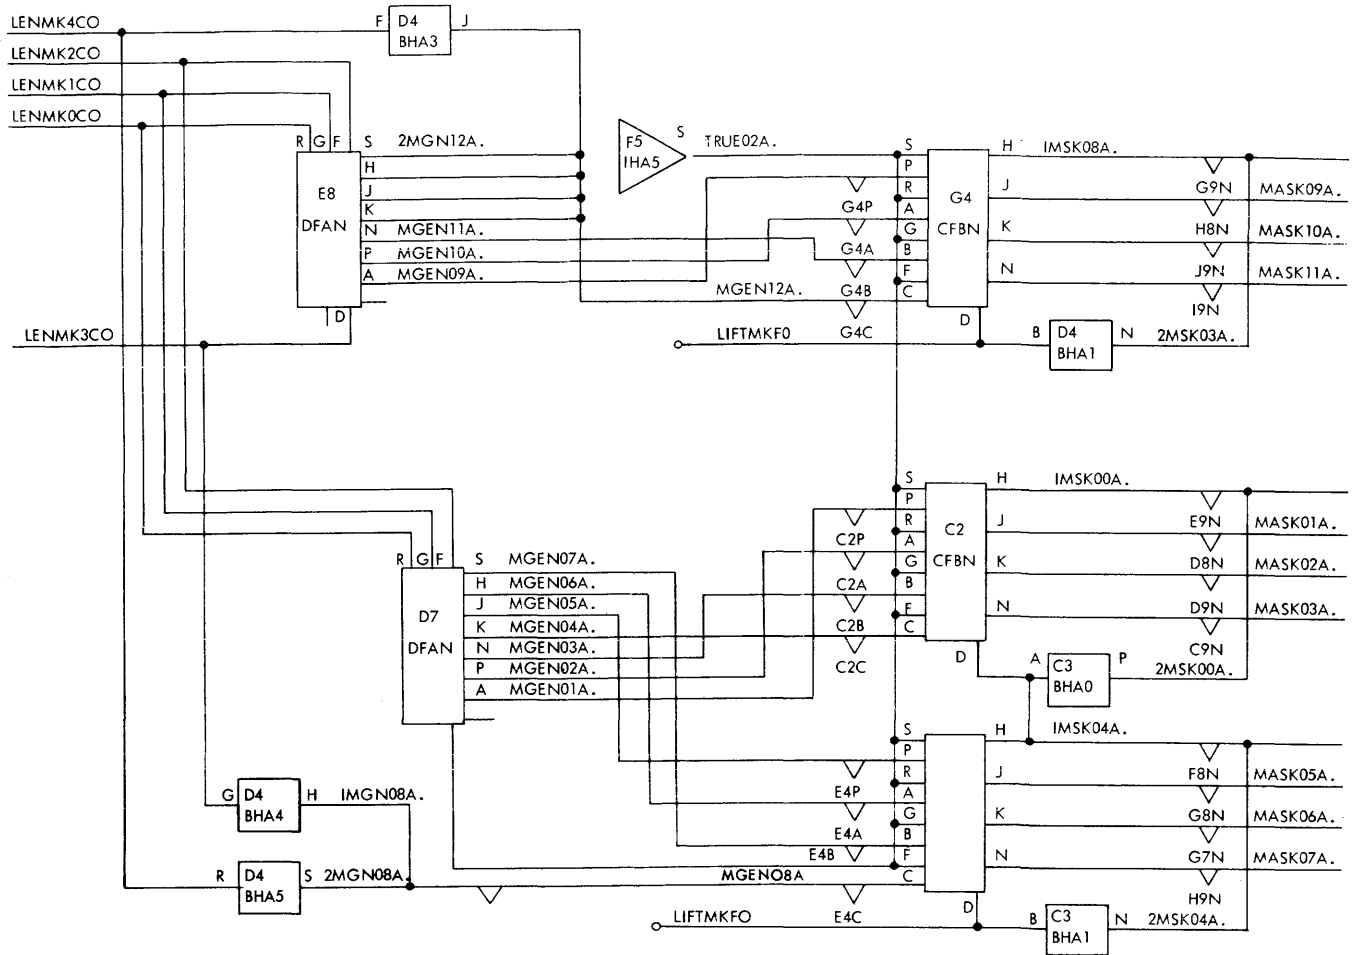 LENMK4CO
F D4 J
BHA3
LENMK2CO
LENMK1CO
LENMK0CO
R G F S 2MGN12A.
H
E8 J
K
DFAN N MGEN11A.
P MGEN10A.
A MGEN09A.
D
F5 S TRUE02A.
IHA5
S H IMSK08A.
P G9N
R G4 J MASK09A.
G4P A H8N
G CFBN K MASK10A.
G4A B J9N
F N MASK11A.
MGEN12A. G4B C I9N
G4C D
LENMK3CO
LIFTMKF0 B D4 N 2MSK03A.
BHA1
S H IMSK00A.
P E9N
R C2 J MASK01A.
C2P A D8N
G CFBN K MASK02A.
C2A B D9N
F N MASK03A.
C2B C C9N
C2C D A C3 P 2MSK00A.
BHA0
R G F S MGEN07A.
H MGEN06A.
D7 J MGEN05A.
K MGEN04A.
DFAN N MGEN03A.
P MGEN02A.
A MGEN01A.
S H IMSK04A.
P F8N
R J MASK05A.
E4P A G8N
G K MASK06A.
E4A B G7N
E4B F N MASK07A.
C H9N
G D4 H IMGN08A.
BHA4
R D4 S 2MGN08A. MGENO8A
BHA5
E4C D
LIFTMKFO B C3 N 2MSK04A.
BHA1